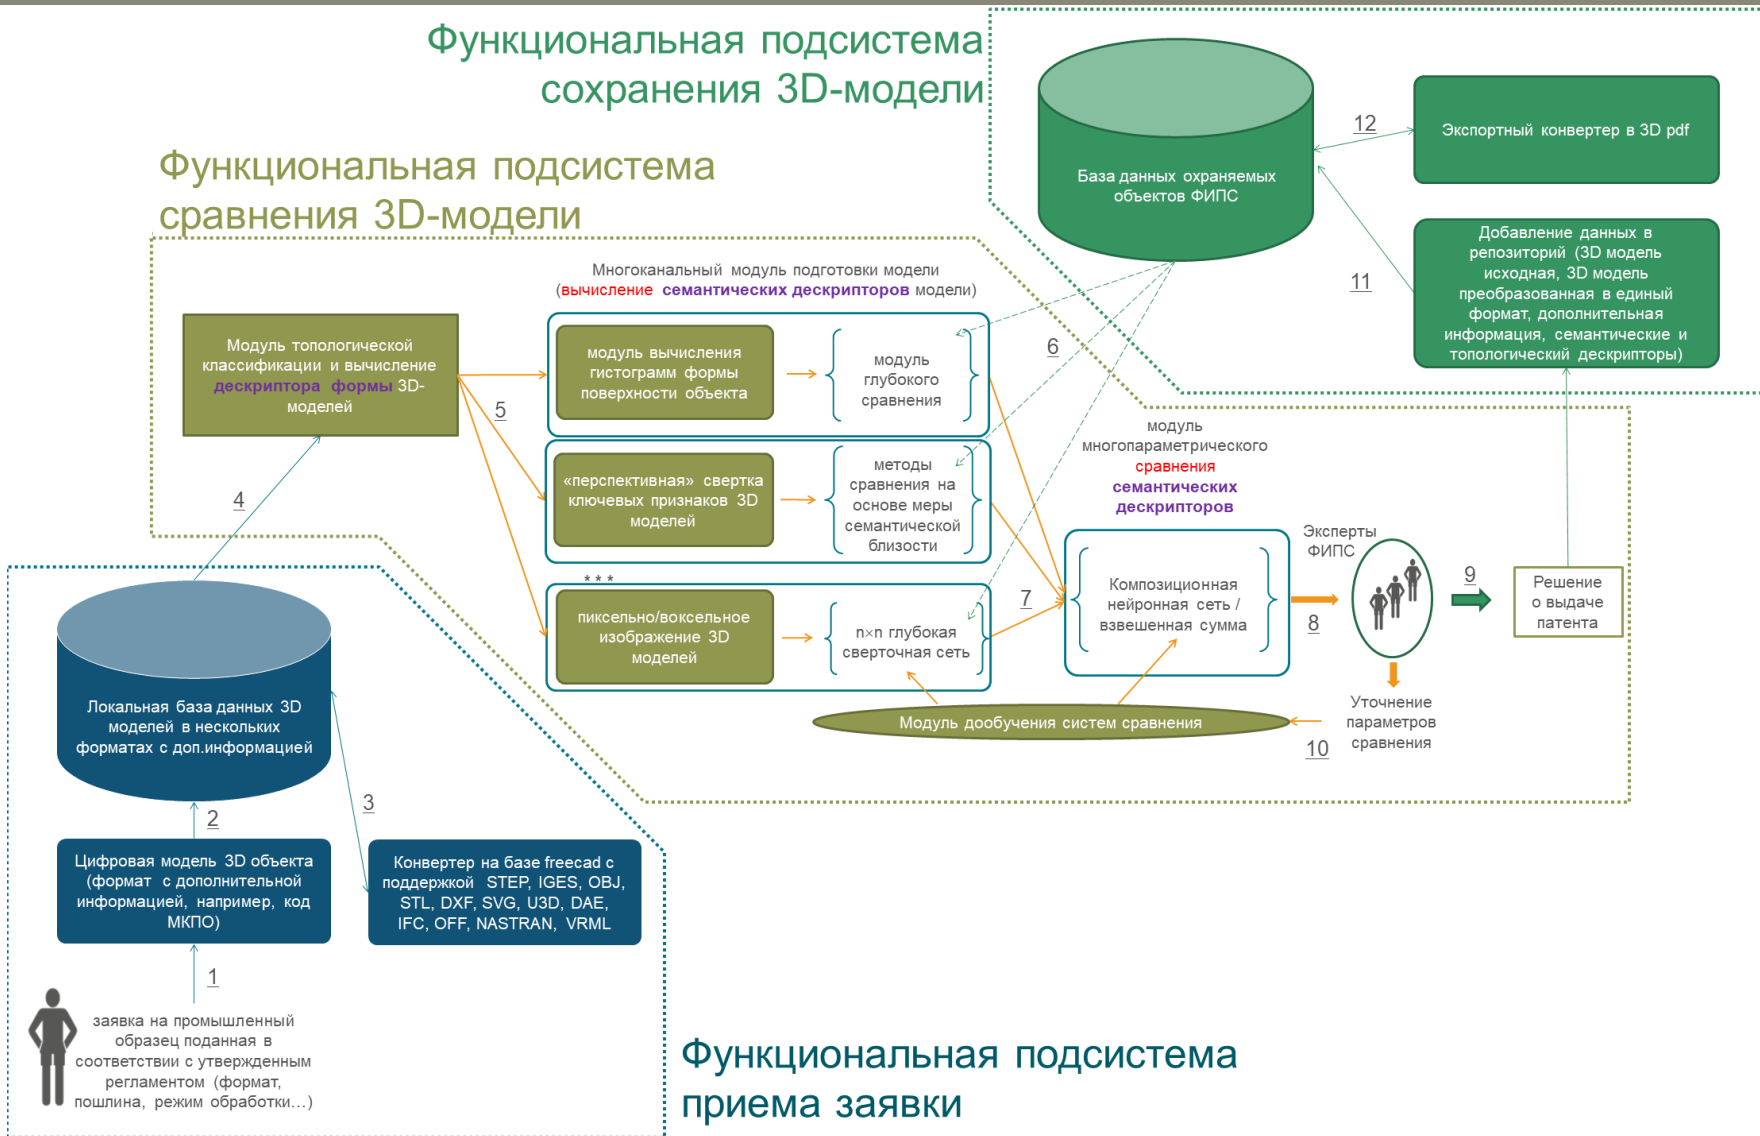 Функциональная подсистема
сохранения 3D-модели
База данных охраняемых
объектов ФИПС
12
Экспортный конвертер в 3D pdf
11
Добавление данных в
репозиторий (3D модель
исходная, 3D модель
преобразованная в единый
формат, дополнительная
информация, семантические и
топологический дескрипторы)
Функциональная подсистема
сравнения 3D-модели
Многоканальный модуль подготовки модели
(вычисление семантических дескрипторов модели)
Модуль топологической
классификации и вычисление
дескриптора формы 3D-
моделей
4
5
модуль вычисления
гистограмм формы
поверхности объекта
модуль
глубокого
сравнения
6
«перспективная» свертка
ключевых признаков 3D
моделей
методы
сравнения на
основе меры
семантической
близости
* * *
пиксельно/воксельное
изображение 3D
моделей
n×n глубокая
сверточная сеть
7
модуль
многопараметрического
сравнения
семантических
дескрипторов
Композиционная
нейронная сеть /
взвешенная сумма
8
Эксперты
ФИПС
9
Решение
о выдаче
патента
Уточнение
параметров
сравнения
10
Модуль дообучения систем сравнения
Локальная база данных 3D
моделей в нескольких
форматах с доп.информацией
2
3
Цифровая модель 3D объекта
(формат с дополнительной
информацией, например, код
МКПО)
Конвертер на базе freecad с
поддержкой STEP, IGES, OBJ,
STL, DXF, SVG, U3D, DAE,
IFC, OFF, NASTRAN, VRML
1
заявка на промышленный
образец поданная в
соответствии с утвержденным
регламентом (формат,
пошлина, режим обработки…)
Функциональная подсистема
приема заявки